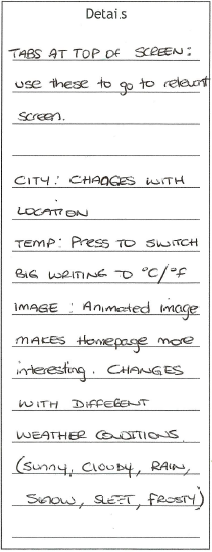 Details
TABS AT TOP OF SCREEN:
use these to go to relevant
screen.
CITY: CHANGES WITH
LOCATION
TEMP: PRESS TO SWITCH
BIG WRITING TO °C/°F
IMAGE : Animated image
MAKES Homepage more
interesting. CHANGES
WITH DIFFERENT
WEATHER CONDITIONS.
(Sunny, CLOUDY, RAIN,
SNOW, SLEET, FROSTY)